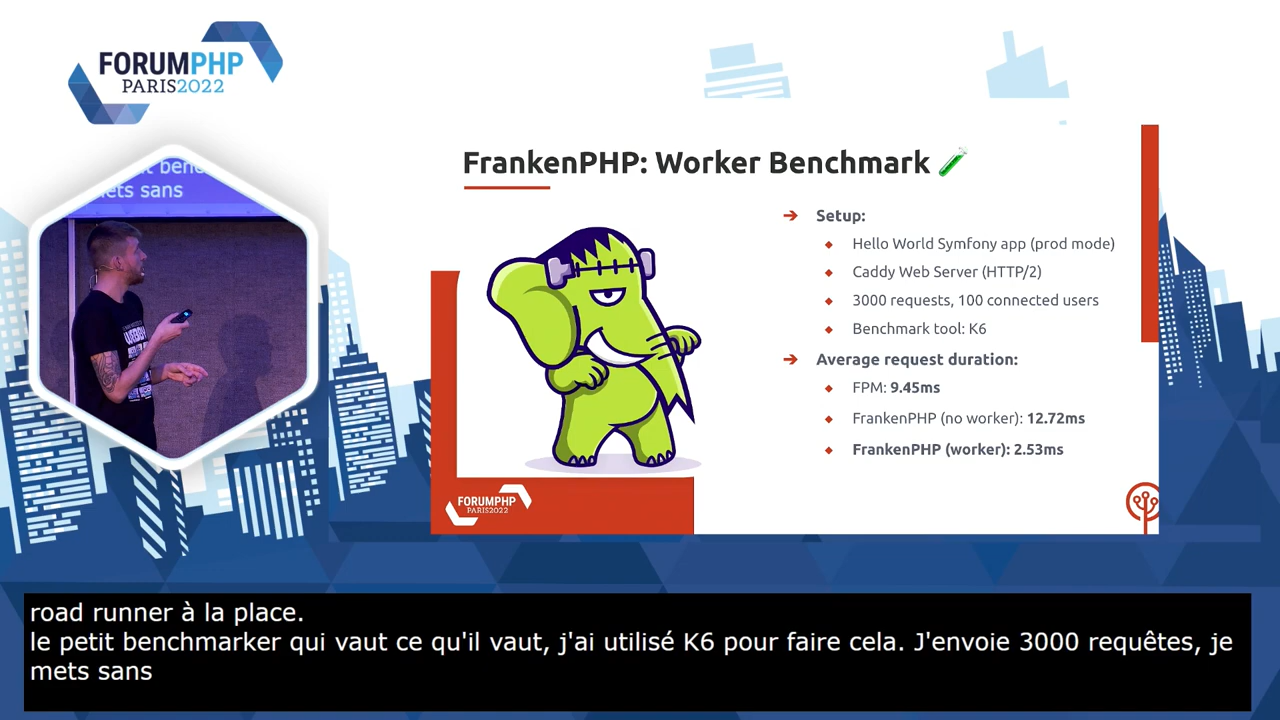 FORUMPHP
PARIS2022
t ben
ets sans
FrankenPHP: Worker Benchmark
Setup:
Hello World Symfony app (prod mode)
Caddy Web Server (HTTP/2)
3000 requests, 100 connected users
Benchmark tool: K6
Average request duration:
FPM: 9.45ms
FrankenPHP (no worker): 12.72ms
FrankenPHP (worker): 2.53ms
FORUMPHP
PARIS2022
road runner à la place.
le petit benchmarker qui vaut ce qu'il vaut, j'ai utilisé K6 pour faire cela. J'envoie 3000 requêtes, je
mets sans